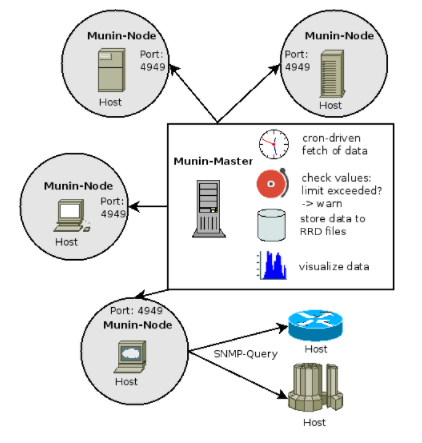 Munin-Node
Port:
4949
Host
Munin-Node
Port:
4949
Host
Munin-Master
cron-driven
fetch of data
check values:
limit exceeded?
-> warn
store data to
RRD files
visualize data
Munin-Node
Port:
4949
Host
Port: 4949
Munin-Node
Host
SNMP-Query
Host
Host